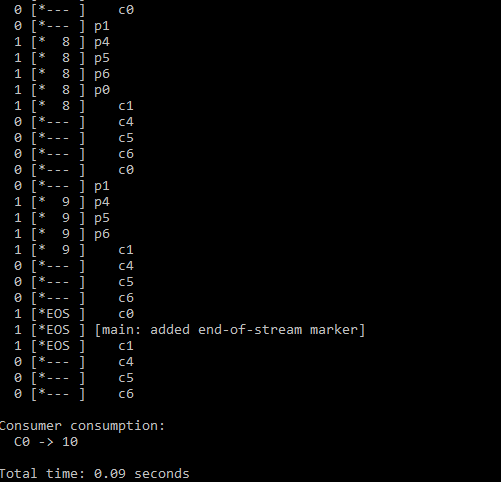 0 [*--- ]    c0
0 [*--- ] p1
1 [*  8 ] p4
1 [*  8 ] p5
1 [*  8 ] p6
1 [*  8 ] p0
1 [*  8 ]    c1
0 [*--- ]    c4
0 [*--- ]    c5
0 [*--- ]    c6
0 [*--- ]    c0
0 [*--- ] p1
1 [*  9 ] p4
1 [*  9 ] p5
1 [*  9 ] p6
1 [*  9 ]    c1
0 [*--- ]    c4
0 [*--- ]    c5
0 [*--- ]    c6
1 [*EOS ]    c0
1 [*EOS ] [main: added end-of-stream marker]
1 [*EOS ]    c1
0 [*--- ]    c4
0 [*--- ]    c5
0 [*--- ]    c6
Consumer consumption:
C0 -> 10
Total time: 0.09 seconds